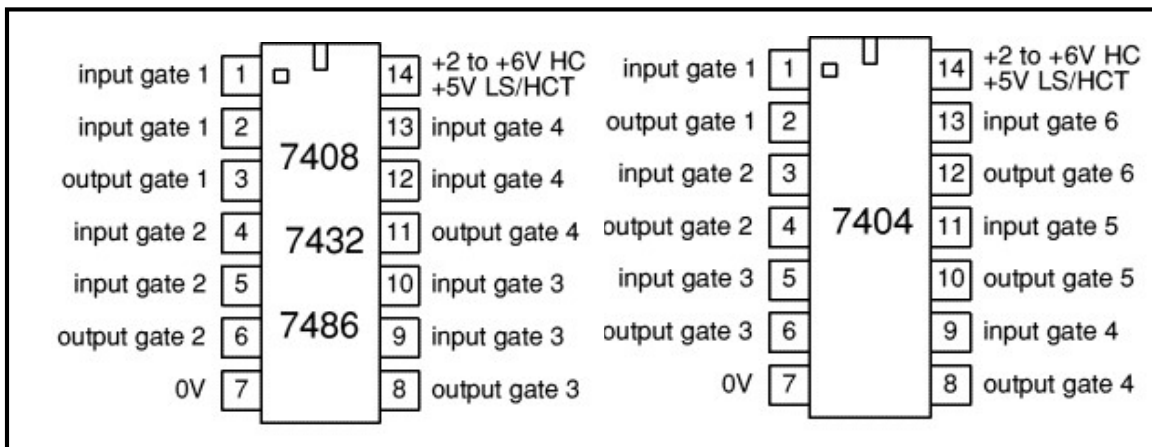 input gate 1 1 14 +2 to +6V HC
+5V LS/HCT
input gate 1 2 13 input gate 4
7408
output gate 1 3 12 input gate 4
input gate 2 4 7432 11 output gate 4
input gate 2 5 10 input gate 3
output gate 2 6 7486 9 input gate 3
0V 7 8 output gate 3
input gate 1 1 14 +2 to +6V HC
+5V LS/HCT
output gate 1 2 13 input gate 6
input gate 2 3 12 output gate 6
output gate 2 4 7404 11 input gate 5
input gate 3 5 10 output gate 5
output gate 3 6 9 input gate 4
0V 7 8 output gate 4